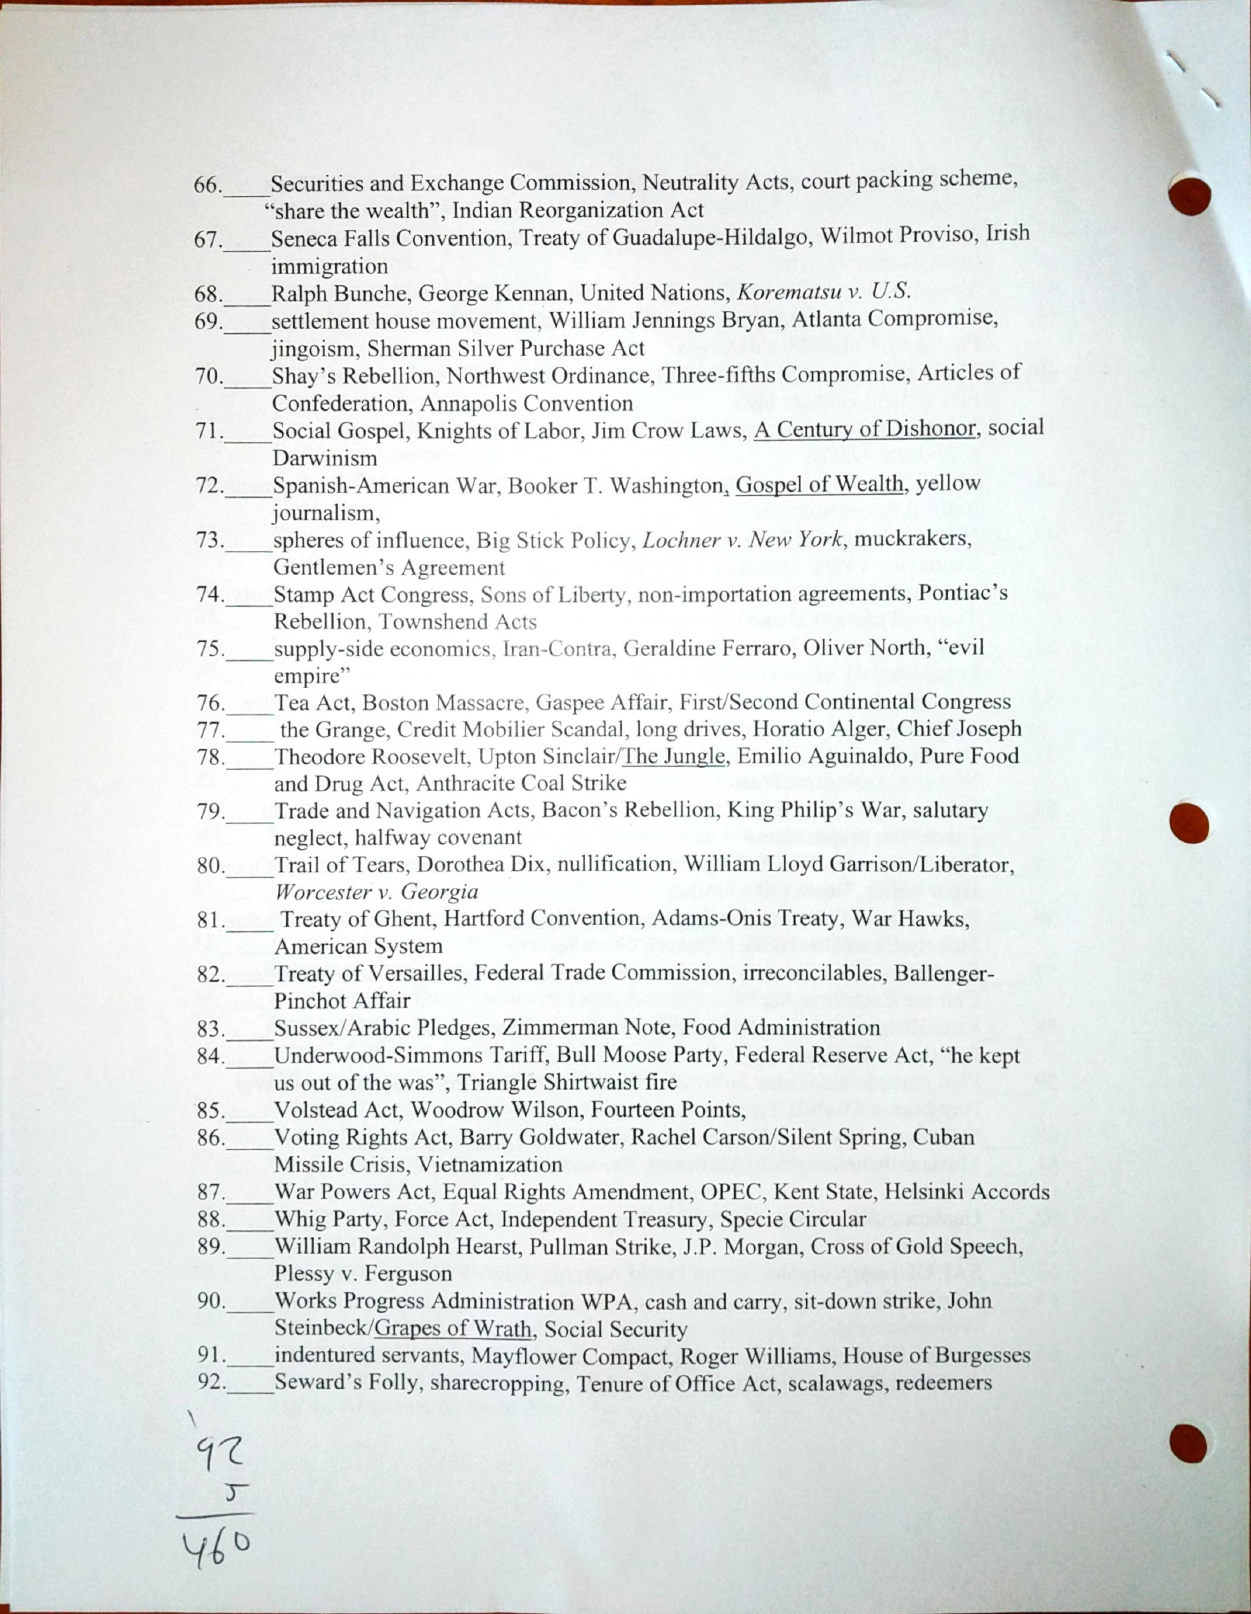 66.____Securities and Exchange Commission, Neutrality Acts, court packing scheme,
“share the wealth”, Indian Reorganization Act
67.____Seneca Falls Convention, Treaty of Guadalupe-Hildalgo, Wilmot Proviso, Irish
immigration
68.____Ralph Bunche, George Kennan, United Nations, Korematsu v. U.S.
69.____settlement house movement, William Jennings Bryan, Atlanta Compromise,
jingoism, Sherman Silver Purchase Act
70.____Shay’s Rebellion, Northwest Ordinance, Three-fifths Compromise, Articles of
Confederation, Annapolis Convention
71.____Social Gospel, Knights of Labor, Jim Crow Laws, A Century of Dishonor, social
Darwinism
72.____Spanish-American War, Booker T. Washington, Gospel of Wealth, yellow
journalism,
73.____spheres of influence, Big Stick Policy, Lochner v. New York, muckrakers,
Gentlemen’s Agreement
74.____Stamp Act Congress, Sons of Liberty, non-importation agreements, Pontiac’s
Rebellion, Townshend Acts
75.____supply-side economics, Iran-Contra, Geraldine Ferraro, Oliver North, “evil
empire”
76.____Tea Act, Boston Massacre, Gaspee Affair, First/Second Continental Congress
77.____ the Grange, Credit Mobilier Scandal, long drives, Horatio Alger, Chief Joseph
78.____Theodore Roosevelt, Upton Sinclair/The Jungle, Emilio Aguinaldo, Pure Food
and Drug Act, Anthracite Coal Strike
79.____Trade and Navigation Acts, Bacon’s Rebellion, King Philip’s War, salutary
neglect, halfway covenant
80.____Trail of Tears, Dorothea Dix, nullification, William Lloyd Garrison/Liberator,
Worcester v. Georgia
81.____ Treaty of Ghent, Hartford Convention, Adams-Onis Treaty, War Hawks,
American System
82.____Treaty of Versailles, Federal Trade Commission, irreconcilables, Ballenger-
Pinchot Affair
83.____Sussex/Arabic Pledges, Zimmerman Note, Food Administration
84.____Underwood-Simmons Tariff, Bull Moose Party, Federal Reserve Act, “he kept
us out of the was”, Triangle Shirtwaist fire
85.____Volstead Act, Woodrow Wilson, Fourteen Points,
86.____Voting Rights Act, Barry Goldwater, Rachel Carson/Silent Spring, Cuban
Missile Crisis, Vietnamization
87.____War Powers Act, Equal Rights Amendment, OPEC, Kent State, Helsinki Accords
88.____Whig Party, Force Act, Independent Treasury, Specie Circular
89.____William Randolph Hearst, Pullman Strike, J.P. Morgan, Cross of Gold Speech,
Plessy v. Ferguson
90.____Works Progress Administration WPA, cash and carry, sit-down strike, John
Steinbeck/Grapes of Wrath, Social Security
91.____indentured servants, Mayflower Compact, Roger Williams, House of Burgesses
92.____Seward’s Folly, sharecropping, Tenure of Office Act, scalawags, redeemers
92
5
460